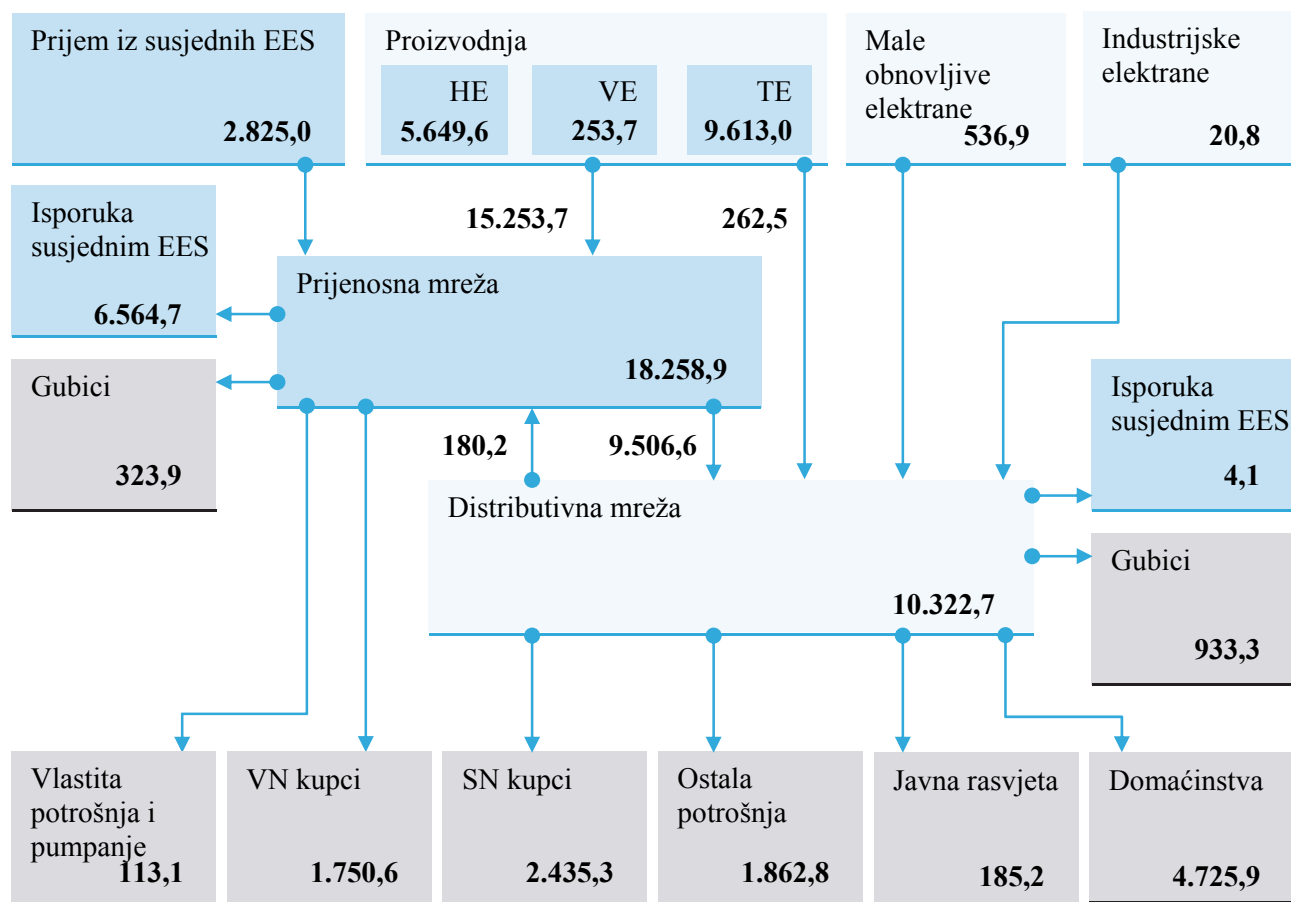 Prijem iz susjednih EES
2.825,0
Proizvodnja
HE
5.649,6
VE
253,7
TE
9.613,0
Male
obnovljive
elektrane
536,9
Industrijske
elektrane
20,8
Isporuka
susjednim EES
6.564,7
15.253,7
262,5
Prijenosna mreža
18.258,9
Gubici
323,9
180,2
9.506,6
Isporuka
susjednim EES
4,1
Distributivna mreža
10.322,7
Gubici
933,3
Vlastita
potrošnja i
pumpanje
113,1
VN kupci
1.750,6
SN kupci
2.435,3
Ostala
potrošnja
1.862,8
Javna rasvjeta
185,2
Domaćinstva
4.725,9